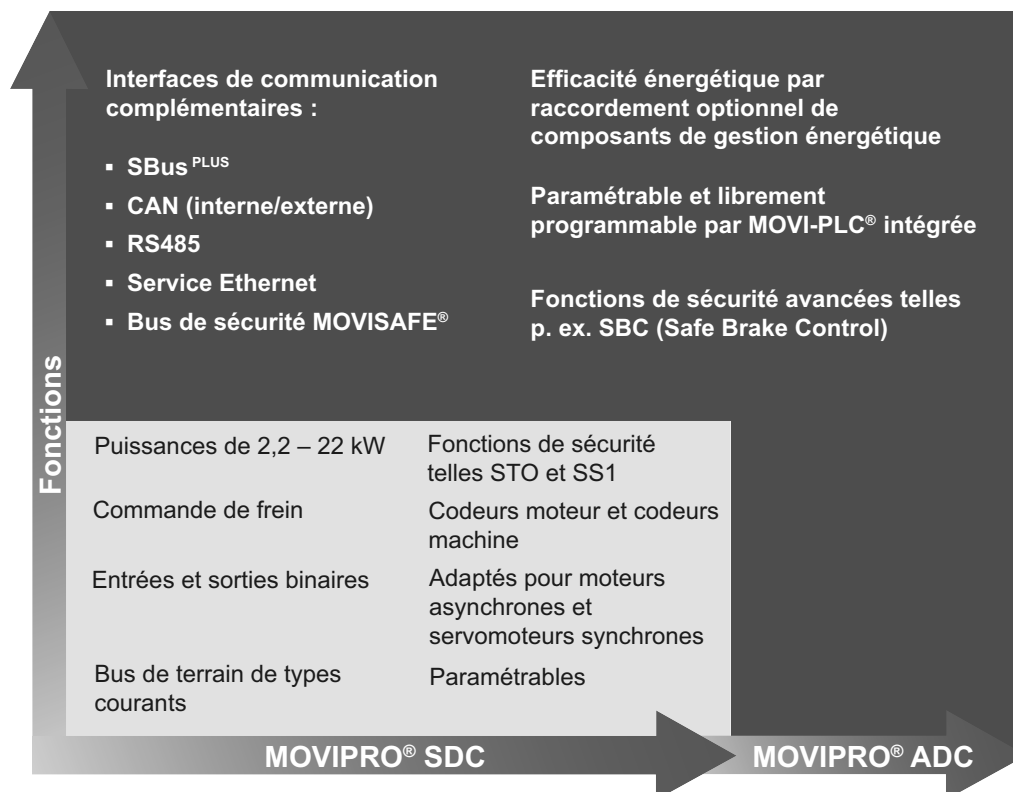 Interfaces de communication
complémentaires :
▪ SBus PLUS
▪ CAN (interne/externe)
▪ RS485
▪ Service Ethernet
▪ Bus de sécurité MOVISAFE®
Efficacité énergétique par
raccordement optionnel de
composants de gestion énergétique
Paramétrable et librement
programmable par MOVI-PLC® intégrée
Fonctions de sécurité avancées telles
p. ex. SBC (Safe Brake Control)
Fonctions
Puissances de 2,2 – 22 kW
Commande de frein
Entrées et sorties binaires
Bus de terrain de types
courants
Fonctions de sécurité
telles STO et SS1
Codeurs moteur et codeurs
machine
Adaptés pour moteurs
asynchrones et
servomoteurs synchrones
Paramétrables
MOVIPRO® SDC
MOVIPRO® ADC